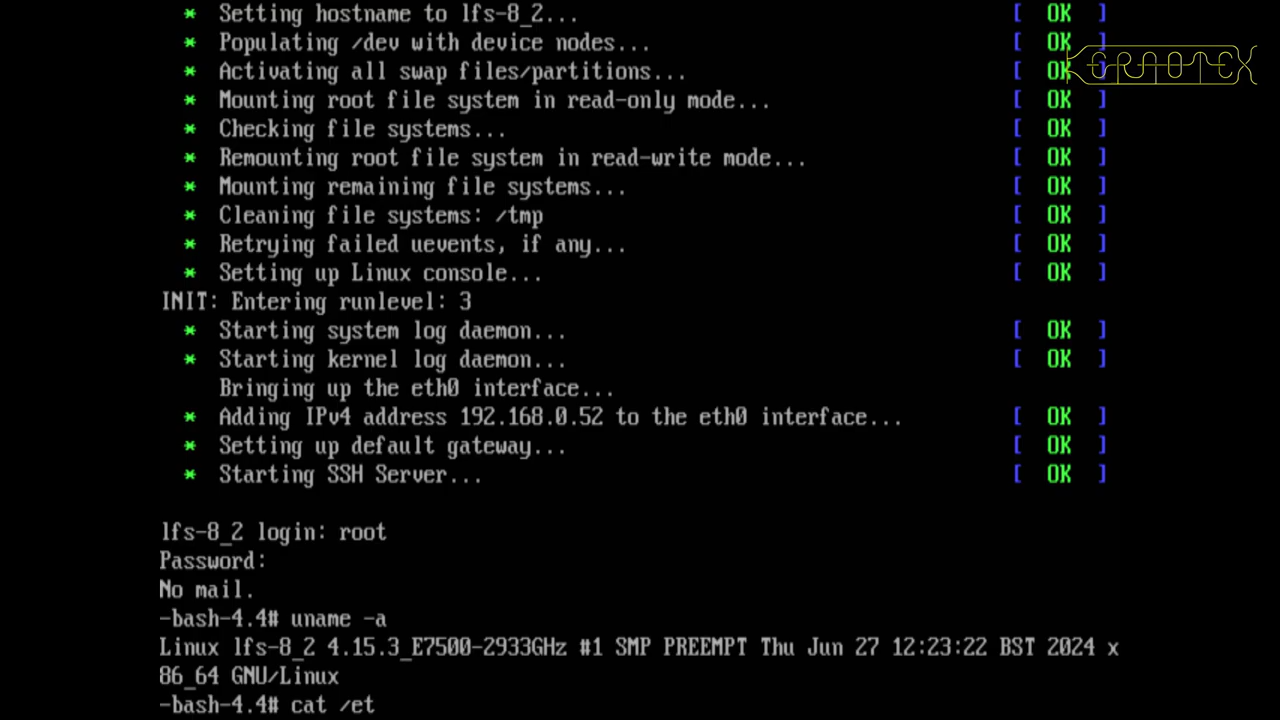 * Setting hostname to lfs-8_2... [ OK ]
* Populating /dev with device nodes... [ OK ]
* Activating all swap files/partitions... [ OK ]
* Mounting root file system in read-only mode... [ OK ]
* Checking file systems... [ OK ]
* Remounting root file system in read-write mode... [ OK ]
* Mounting remaining file systems... [ OK ]
* Cleaning file systems: /tmp [ OK ]
* Retrying failed uevents, if any... [ OK ]
* Setting up Linux console... [ OK ]
INIT: Entering runlevel: 3
* Starting system log daemon... [ OK ]
* Starting kernel log daemon... [ OK ]
Bringing up the eth0 interface...
* Adding IPv4 address 192.168.0.52 to the eth0 interface... [ OK ]
* Setting up default gateway... [ OK ]
* Starting SSH Server... [ OK ]
lfs-8_2 login: root
Password:
No mail.
-bash-4.4# uname -a
Linux lfs-8_2 4.15.3_E7500-2933GHz #1 SMP PREEMPT Thu Jun 27 12:23:22 BST 2024 x
86_64 GNU/Linux
-bash-4.4# cat /et